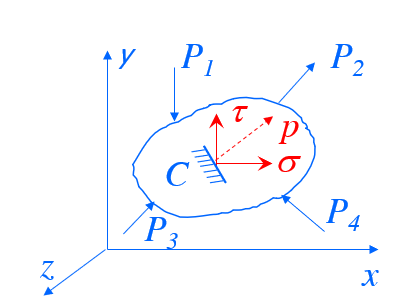 y P₁ P₂
τ
p
C σ
P₃ P₄
z x